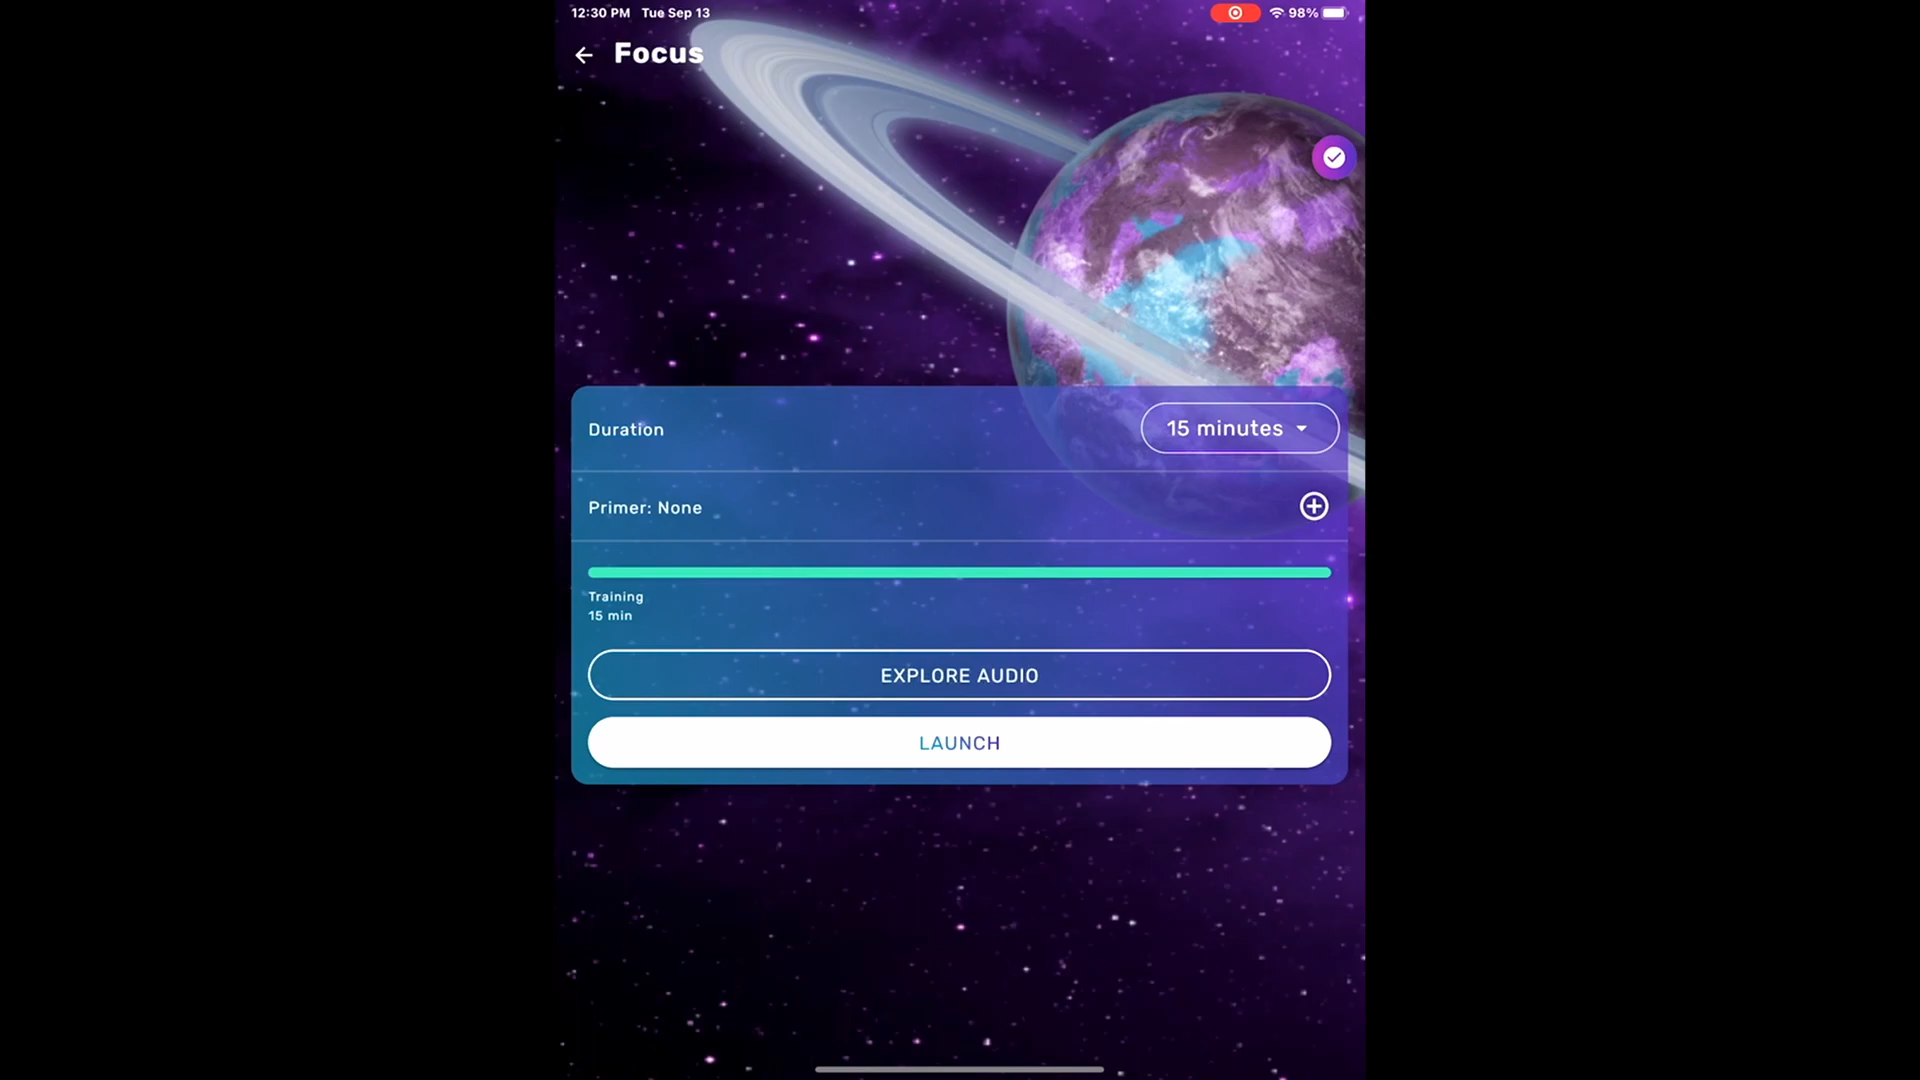 12:30 PM Tue Sep 13
98%
Focus
Duration
15 minutes
Primer: None
Training
15 min
EXPLORE AUDIO
LAUNCH